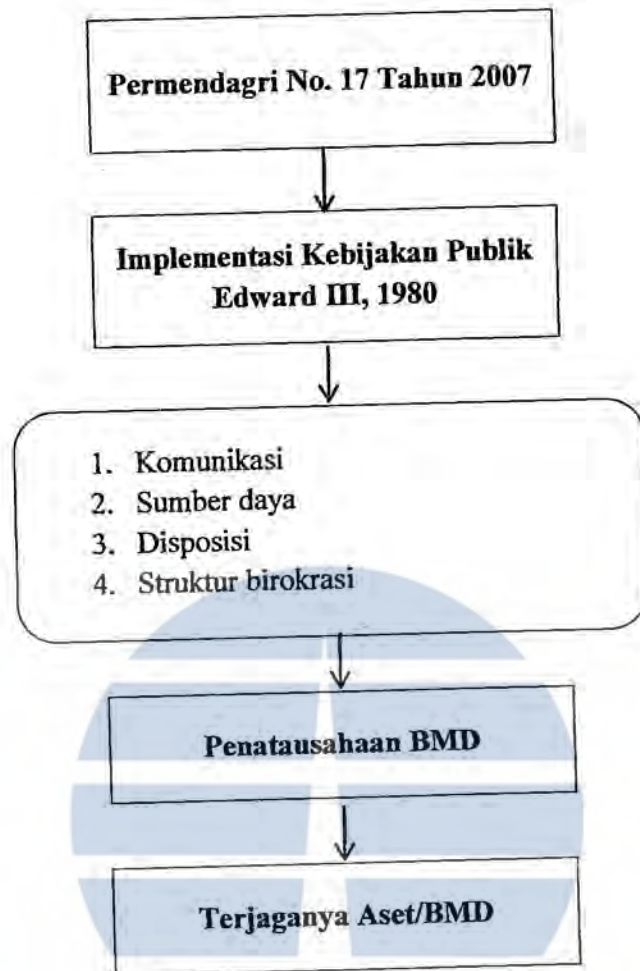 Permendagri No. 17 Tahun 2007
Implementasi Kebijakan Publik
Edward III, 1980
1. Komunikasi
2. Sumber daya
3. Disposisi
4. Struktur birokrasi
Penatausahaan BMD
Terjaganya Aset/BMD